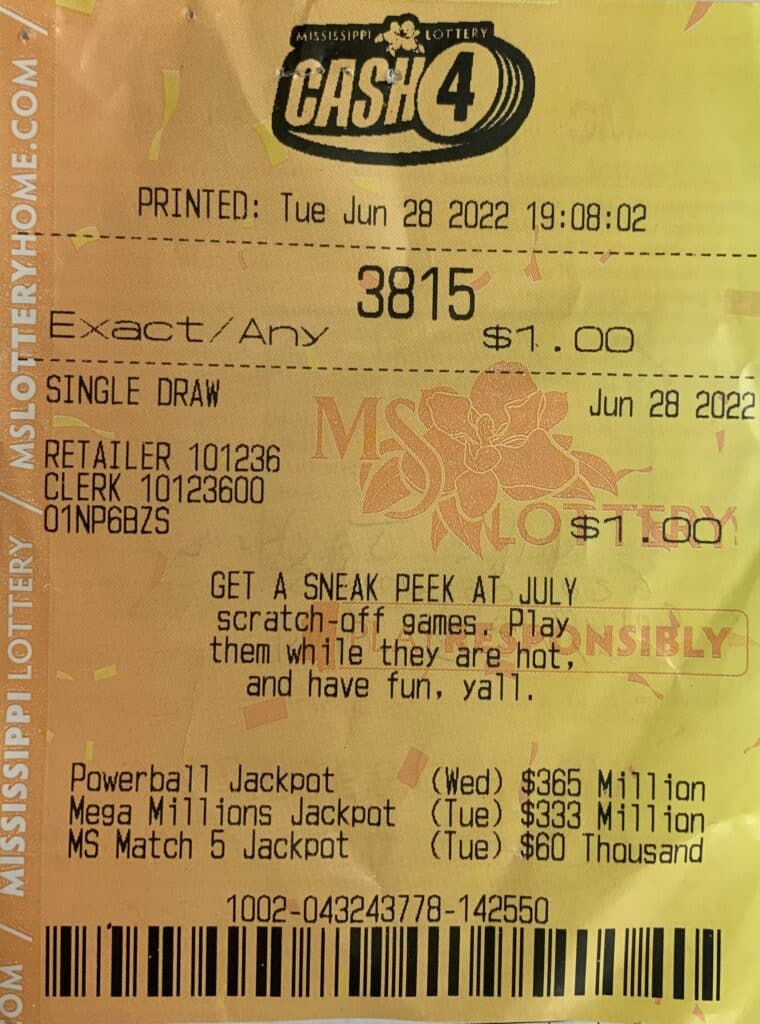 MISSISSIPPI LOTTERY
CASH 4
PRINTED: Tue Jun 28 2022 19:08:02
3815
Exact/Any $1.00
SINGLE DRAW Jun 28 2022
RETAILER 101236
CLERK 10123600
01NP6BZS $1.00
MS
LOTTERY
GET A SNEAK PEEK AT JULY
scratch-off games. Play
them while they are hot,
and have fun, yall.
PLAY RESPONSIBLY
Powerball Jackpot (Wed) $365 Million
Mega Millions Jackpot (Tue) $333 Million
MS Match 5 Jackpot (Tue) $60 Thousand
1002-043243778-142550
OM / MISSISSIPPI LOTTERY / MSLOTTERYHOME.COM /